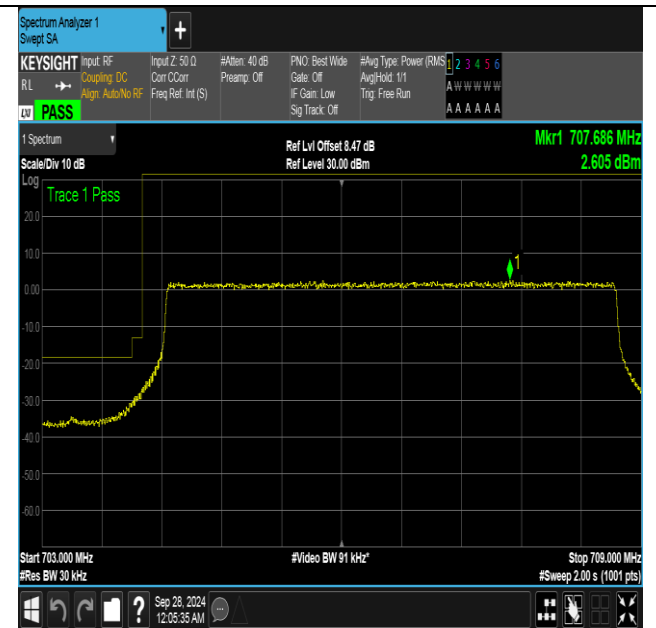 Spectrum Analyzer 1
Swept SA
+
KEYSIGHT
RL
LXI PASS
Input: RF
Coupling: DC
Align: Auto/No RF
Input Z: 50 Ω
Corr CCorr
Freq Ref: Int (S)
#Atten: 40 dB
Preamp: Off
PNO: Best Wide
Gate: Off
IF Gain: Low
Sig Track: Off
#Avg Type: Power (RMS
Avg|Hold: 1/1
Trig: Free Run
1 2 3 4 5 6
A W W W W W
A A A A A A
1 Spectrum
Scale/Div 10 dB
Ref Lvl Offset 8.47 dB
Ref Level 30.00 dBm
Mkr1 707.686 MHz
2.605 dBm
Log
Trace 1 Pass
20.0
10.0
1
0.00
-10.0
-20.0
-30.0
-40.0
-50.0
-60.0
Start 703.000 MHz
#Res BW 30 kHz
#Video BW 91 kHz*
Stop 709.000 MHz
#Sweep 2.00 s (1001 pts)
?
Sep 28, 2024
12:05:35 AM